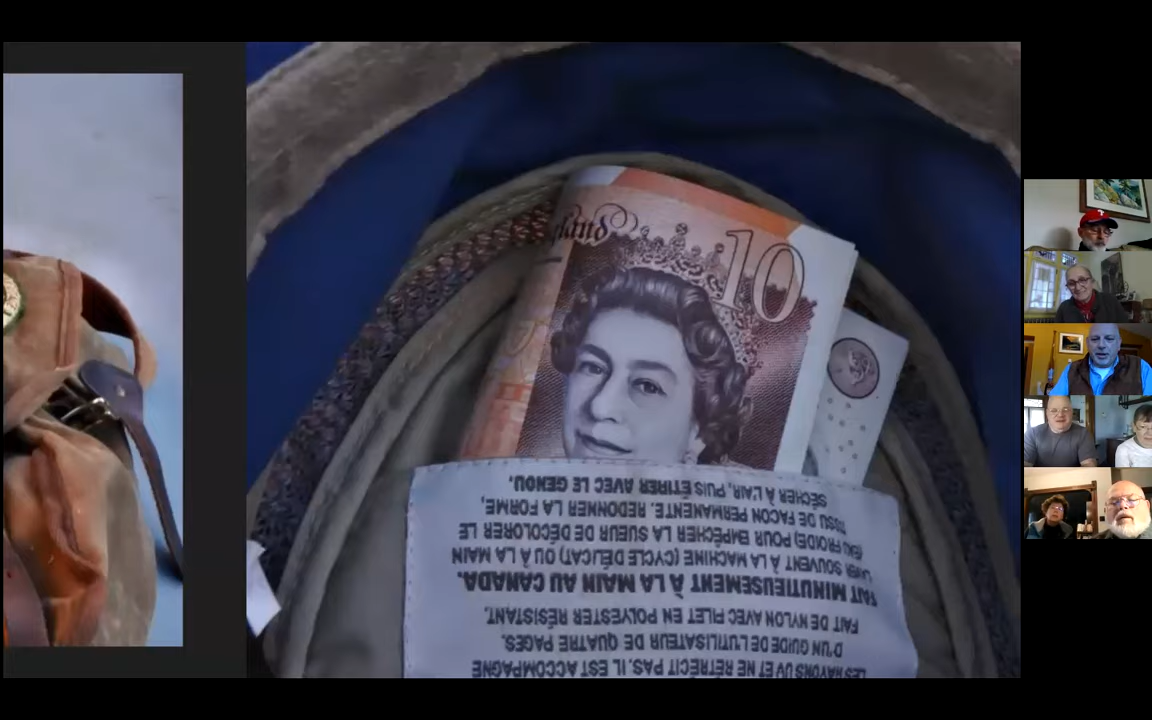 gland
10
LES RAYONS UV ET NE RÉTRÉCIT PAS. IL EST ACCOMPAGNE
D'UN GUIDE DE L'UTILISATEUR DE QUATRE PAGES.
FAIT DE NYLON AVEC FILET EN POLYESTER RÉSISTANT.
FAIT MINUTIEUSEMENT À LA MAIN AU CANADA.
LAVER SOUVENT À LA MACHINE (CYCLE DÉLICAT) OU À LA MAIN
(EAU FROIDE) POUR EMPÊCHER LA SUEUR DE DÉCOLORER LE
TISSU DE FAÇON PERMANENTE. REDONNER LA FORME,
SÉCHER À L'AIR, PUIS ÉTIRER AVEC LE GENOU.